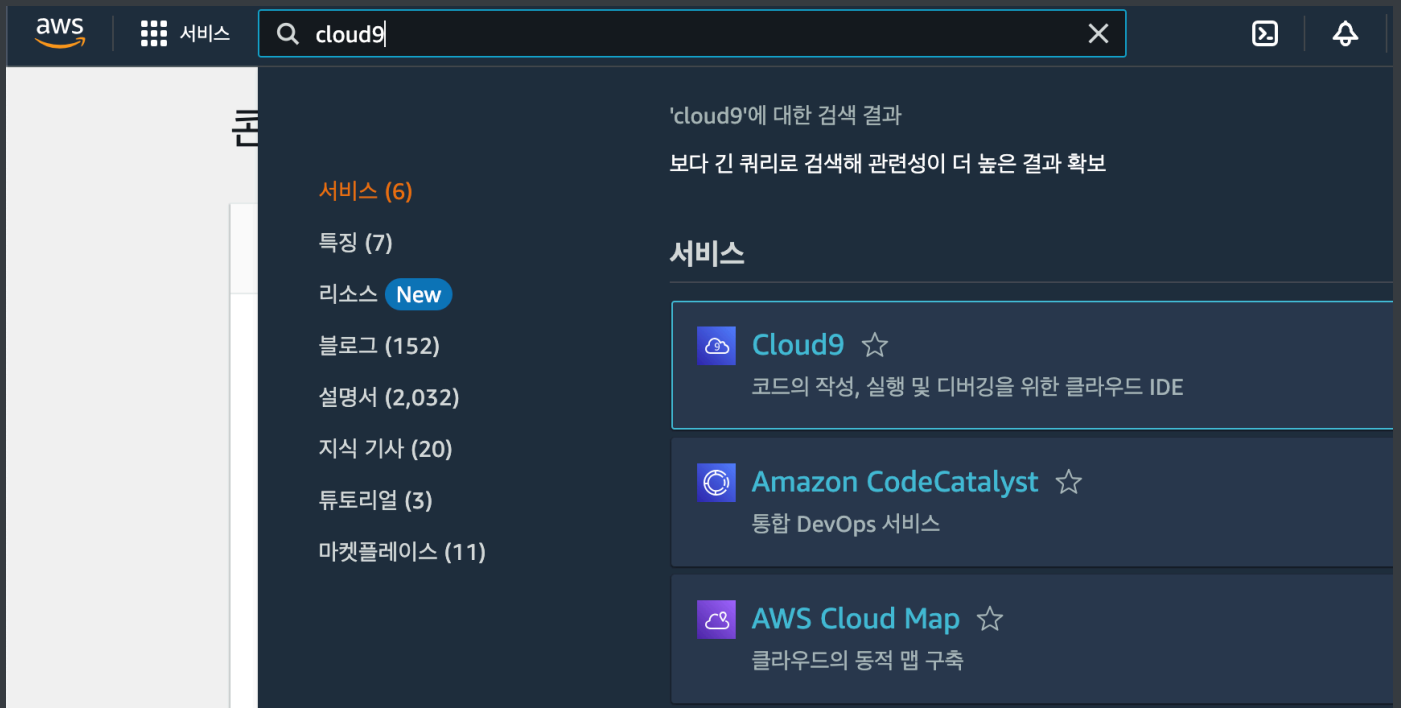 aws
서비스
cloud9
'cloud9'에 대한 검색 결과
보다 긴 쿼리로 검색해 관련성이 더 높은 결과 확보
서비스 (6)
특징 (7)
리소스 New
블로그 (152)
설명서 (2,032)
지식 기사 (20)
튜토리얼 (3)
마켓플레이스 (11)
서비스
Cloud9
코드의 작성, 실행 및 디버깅을 위한 클라우드 IDE
Amazon CodeCatalyst
통합 DevOps 서비스
AWS Cloud Map
클라우드의 동적 맵 구축